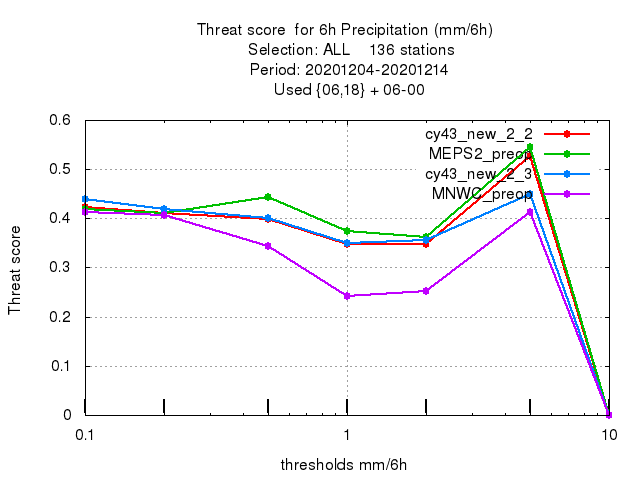 Threat score  for 6h Precipitation (mm/6h)
Selection: ALL    136 stations
Period: 20201204-20201214
Used {06,18} + 06-00
0.6
0.5
0.4
0.3
0.2
0.1
0
Threat score
cy43_new_2_2
MEPS2_preop
cy43_new_2_3
MNWC_preop
0.1
1
10
thresholds mm/6h